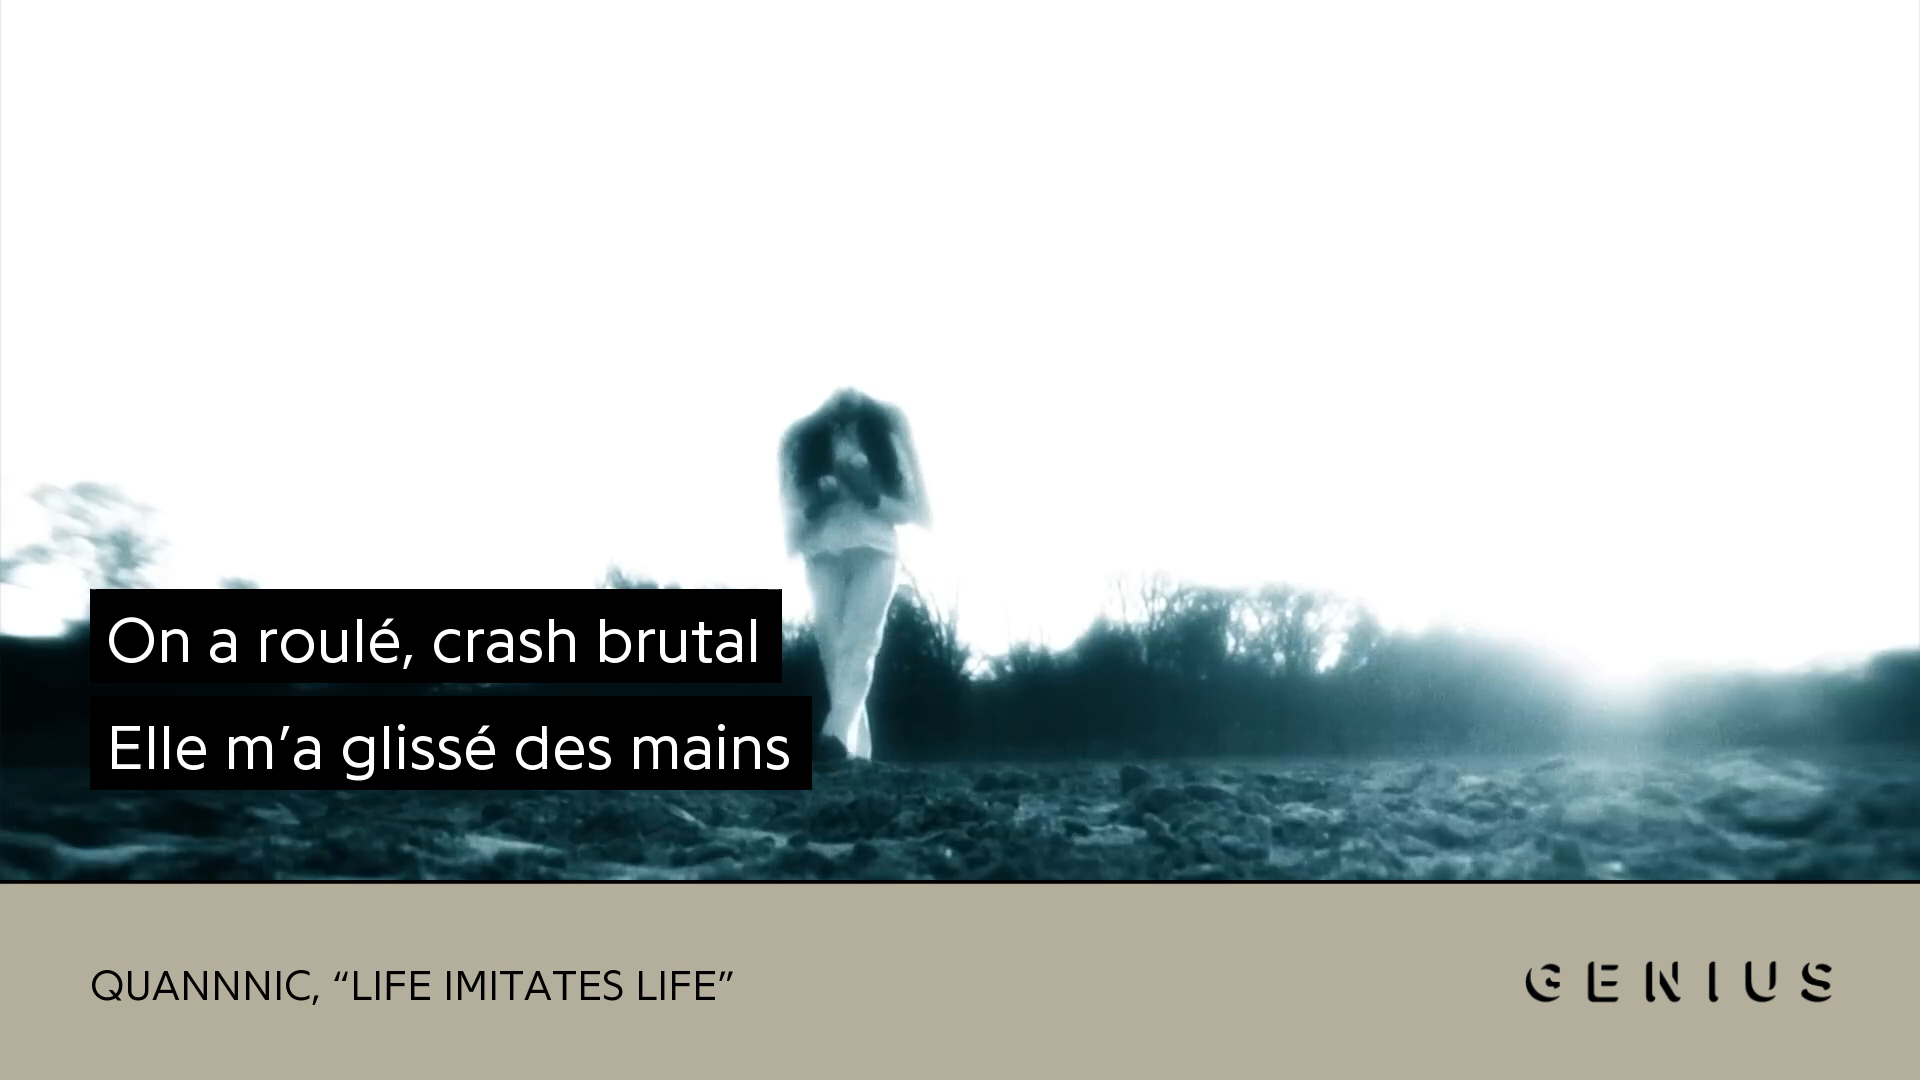 On a roulé, crash brutal
Elle m’a glissé des mains
QUANNNIC, “LIFE IMITATES LIFE”
GENIUS